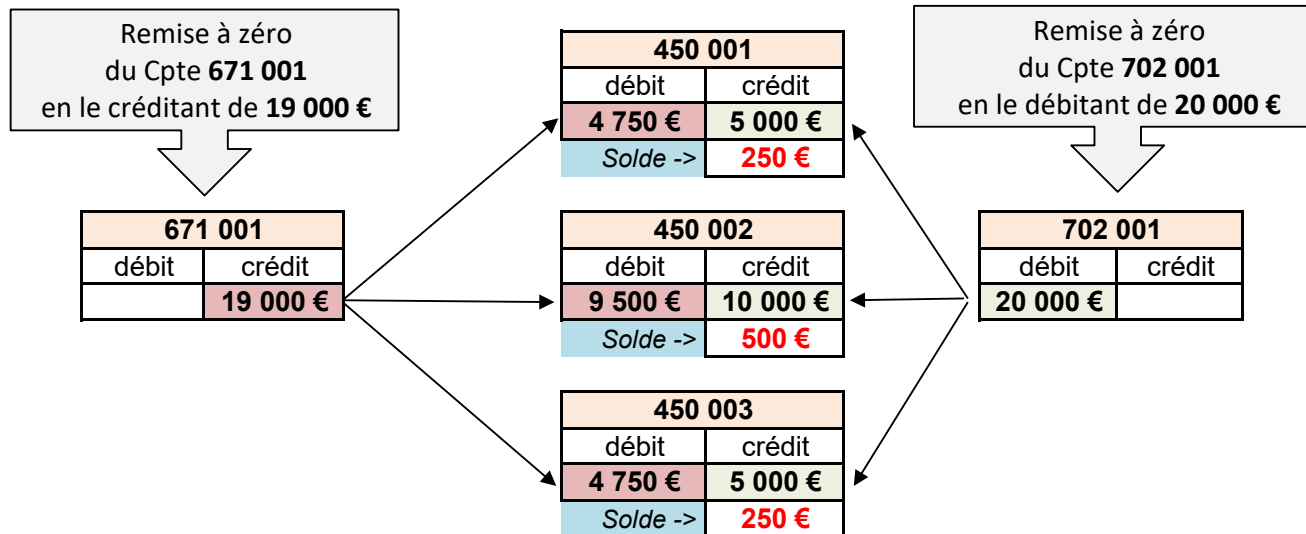 Remise à zéro
du Cpte 671 001
en le créditant de 19 000 €
671 001
débit crédit
19 000 €
450 001
débit crédit
4 750 € 5 000 €
Solde -> 250 €
450 002
débit crédit
9 500 € 10 000 €
Solde -> 500 €
450 003
débit crédit
4 750 € 5 000 €
Solde -> 250 €
Remise à zéro
du Cpte 702 001
en le débitant de 20 000 €
702 001
débit crédit
20 000 €